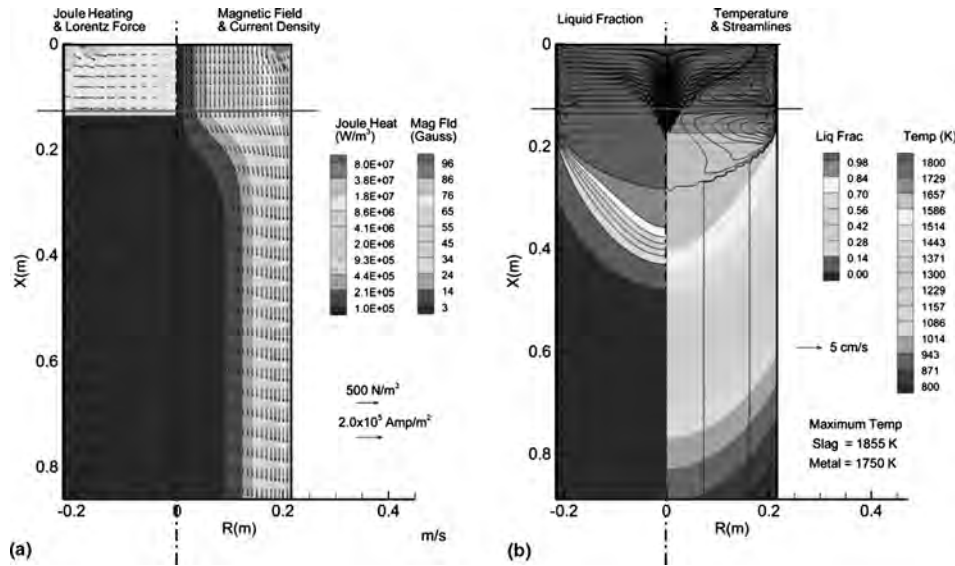 Joule Heating
& Lorentz Force
Magnetic Field
& Current Density
0
0.2
0.4
0.6
0.8
X(m)
-0.2
0
0.2
R(m)
m/s
(a)
Joule Heat
(W/m³)
8.0E+07
3.8E+07
1.8E+07
8.6E+06
4.1E+06
2.0E+06
9.3E+05
4.4E+05
2.1E+05
1.0E+05
Mag Fld
(Gauss)
96
86
76
65
55
45
34
24
14
3
500 N/m³
2.0x10⁵ Amp/m²
Liquid Fraction
Temperature
& Streamlines
0
0.2
0.4
0.6
0.8
X(m)
-0.2
0
0.2
0.4
R(m)
(b)
Liq Frac
0.98
0.84
0.70
0.56
0.42
0.28
0.14
0.00
Temp (K)
1800
1729
1657
1586
1514
1443
1371
1300
1229
1157
1086
1014
943
871
800
5 cm/s
Maximum Temp
Slag = 1855 K
Metal = 1750 K